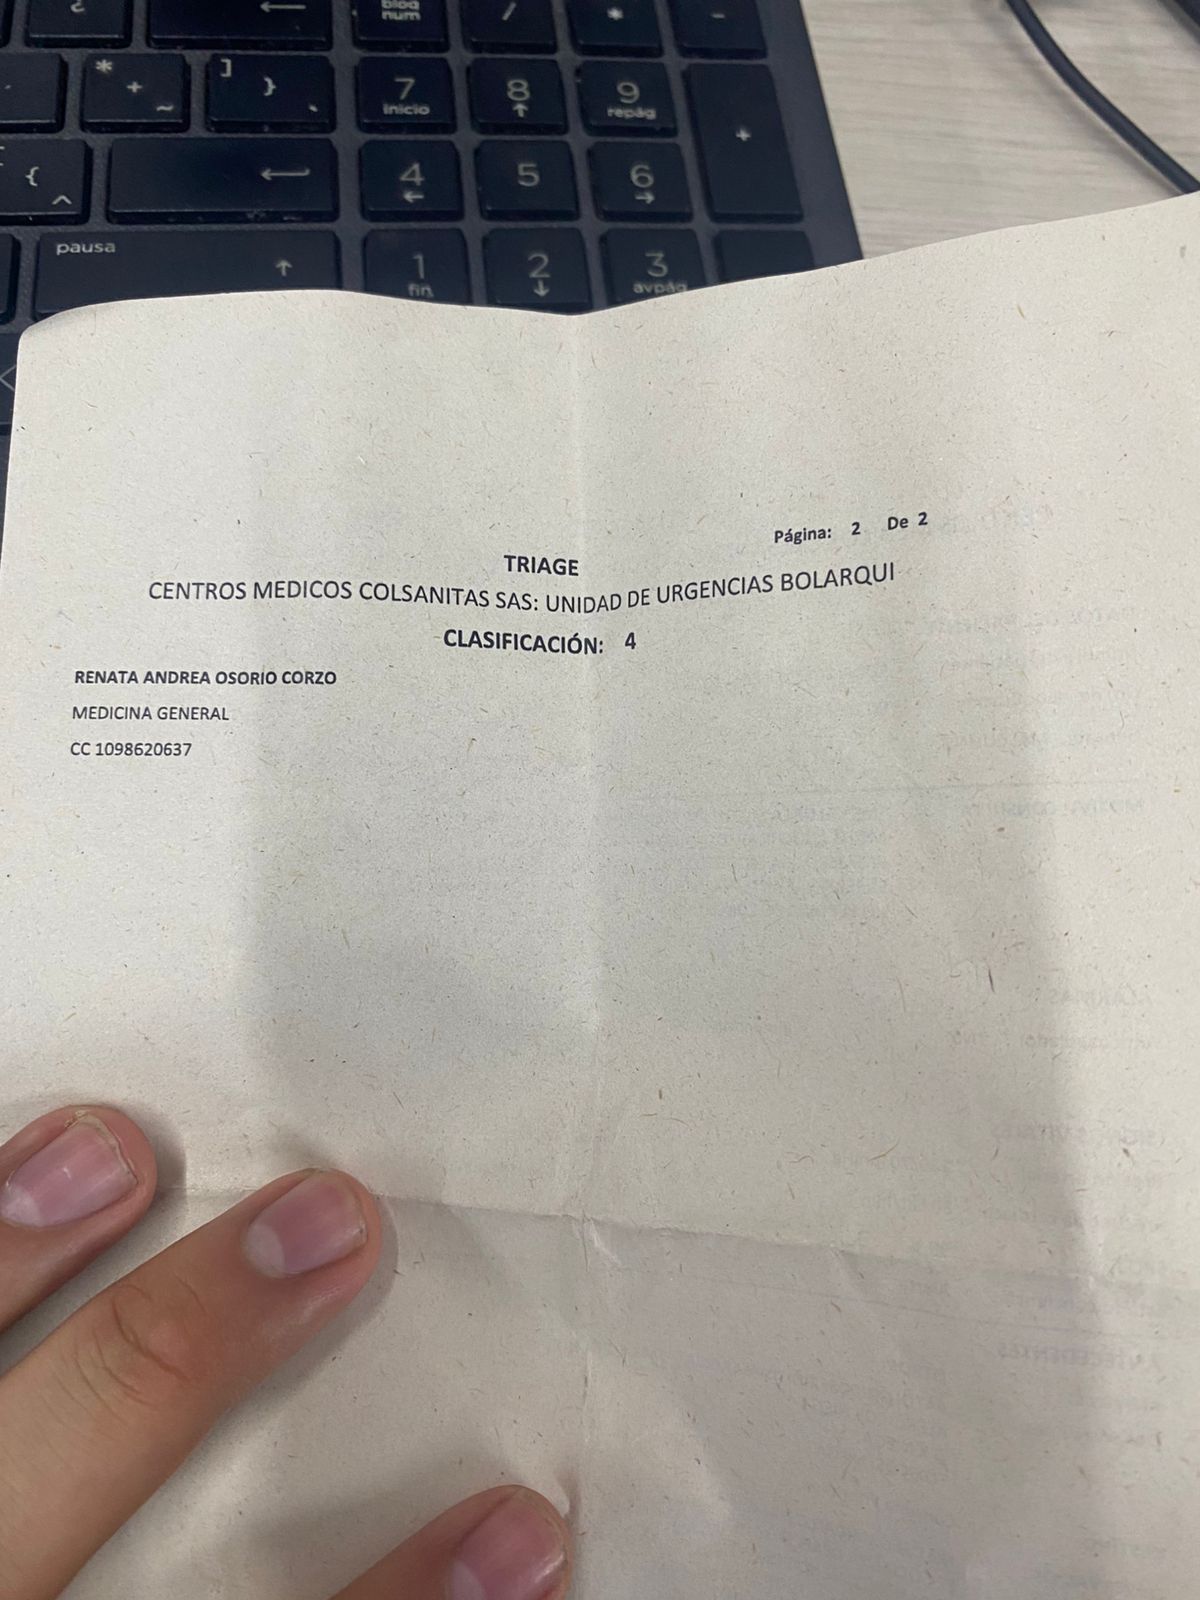 bloq
num
/
*
-
*
+
~
]
}
7
inicio
8
9
repág
+
{
^
4
5
6
pausa
1
fin
2
3
avpág
Página: 2 De 2
TRIAGE
CENTROS MEDICOS COLSANITAS SAS: UNIDAD DE URGENCIAS BOLARQUI
CLASIFICACIÓN: 4
RENATA ANDREA OSORIO CORZO
MEDICINA GENERAL
CC 1098620637